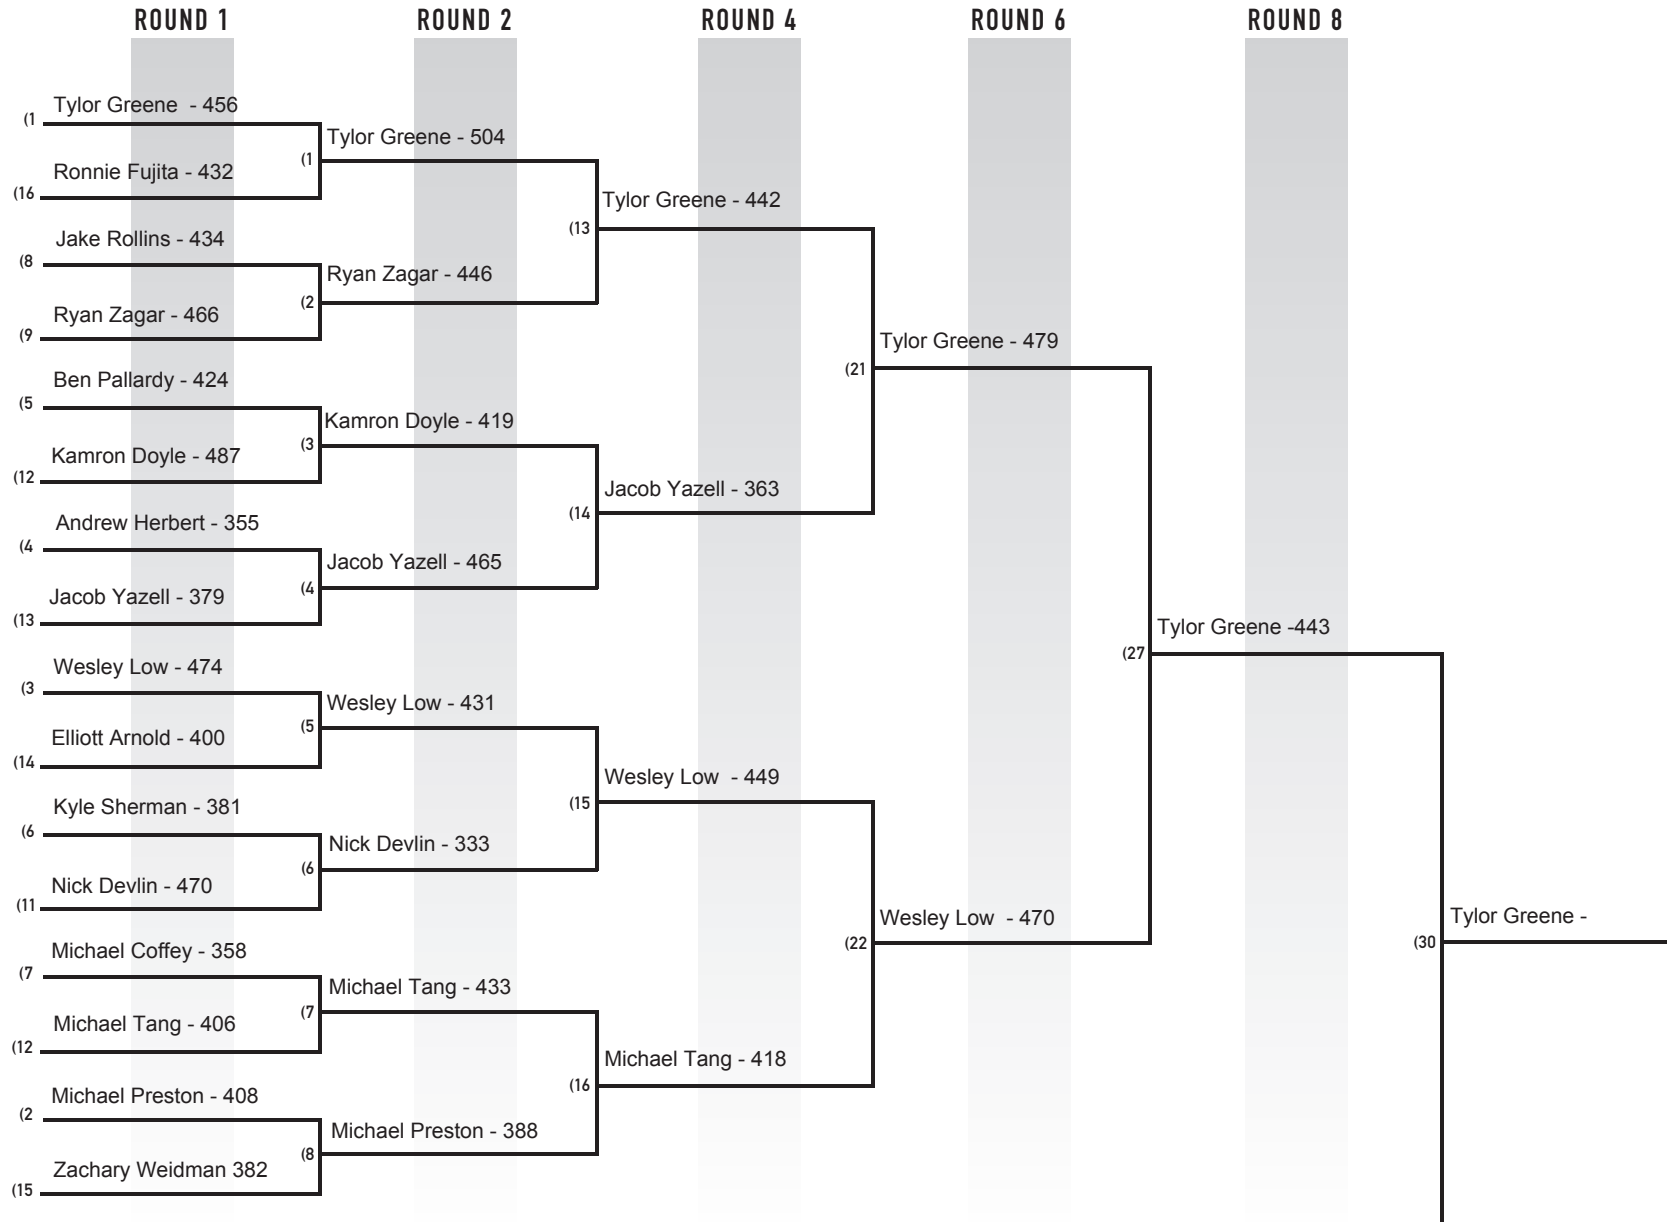 ROUND 1
ROUND 2
ROUND 4
ROUND 6
ROUND 8
(1 Tylor Greene - 456
(16 Ronnie Fujita - 432
(8 Jake Rollins - 434
(9 Ryan Zagar - 466
(5 Ben Pallardy - 424
(12 Kamron Doyle - 487
(4 Andrew Herbert - 355
(13 Jacob Yazell - 379
(3 Wesley Low - 474
(14 Elliott Arnold - 400
(6 Kyle Sherman - 381
(11 Nick Devlin - 470
(7 Michael Coffey - 358
(12 Michael Tang - 406
(2 Michael Preston - 408
(15 Zachary Weidman 382
(1 Tylor Greene - 504
(2 Ryan Zagar - 446
(3 Kamron Doyle - 419
(4 Jacob Yazell - 465
(5 Wesley Low - 431
(6 Nick Devlin - 333
(7 Michael Tang - 433
(8 Michael Preston - 388
(13 Tylor Greene - 442
(14 Jacob Yazell - 363
(15 Wesley Low - 449
(16 Michael Tang - 418
(21 Tylor Greene - 479
(22 Wesley Low - 470
(27 Tylor Greene -443
(30 Tylor Greene -